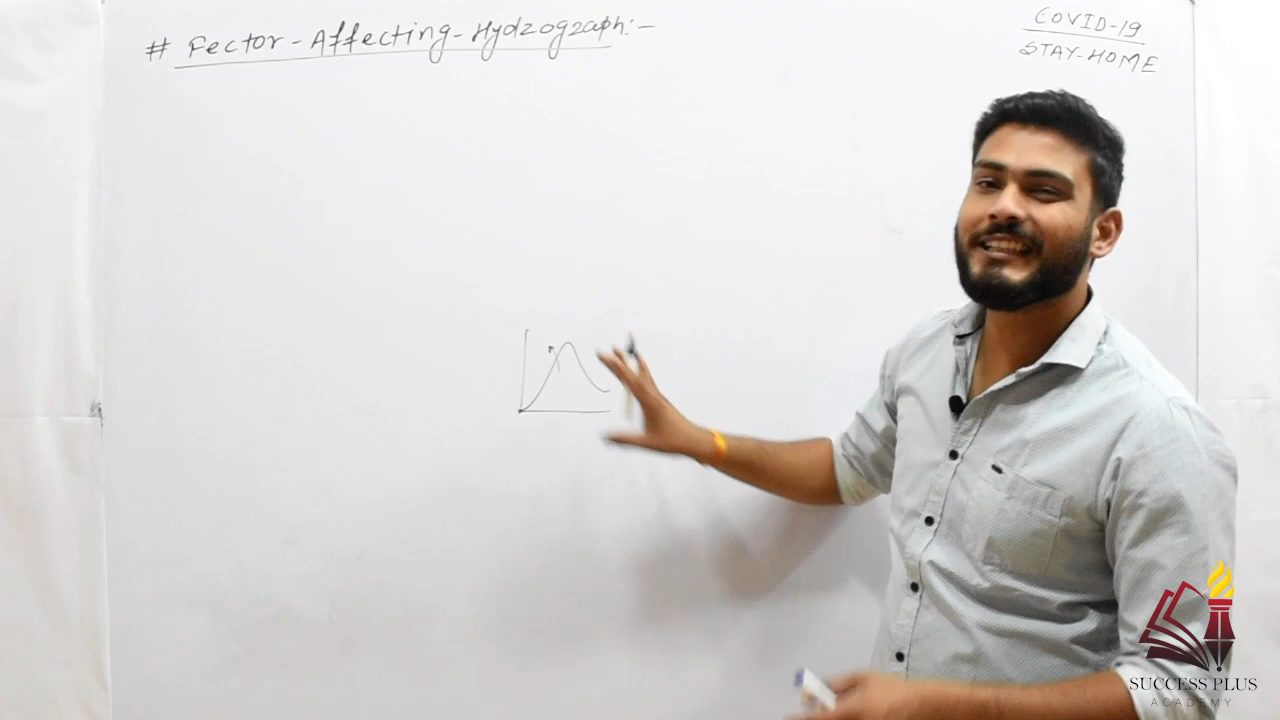 # Fector-Affecting-Hydrograph:-
COVID-19
STAY-HOME
SUCCESS PLUS
ACADEMY